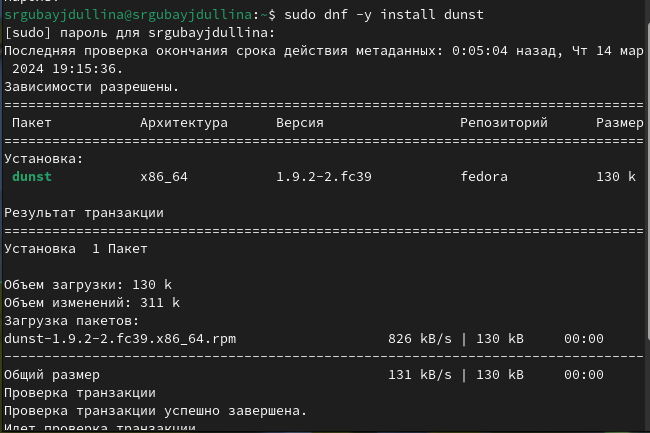 srgubayjdullina@srgubayjdullina:~$ sudo dnf -y install dunst
[sudo] пароль для srgubayjdullina:
Последняя проверка окончания срока действия метаданных: 0:05:04 назад, Чт 14 мар
2024 19:15:36.
Зависимости разрешены.
================================================================================
Пакет Архитектура Версия Репозиторий Размер
================================================================================
Установка:
dunst x86_64 1.9.2-2.fc39 fedora 130 k
Результат транзакции
================================================================================
Установка 1 Пакет
Объем загрузки: 130 k
Объем изменений: 311 k
Загрузка пакетов:
dunst-1.9.2-2.fc39.x86_64.rpm 826 kB/s | 130 kB 00:00
--------------------------------------------------------------------------------
Общий размер 131 kB/s | 130 kB 00:00
Проверка транзакции
Проверка транзакции успешно завершена.
Идет проверка транзакции